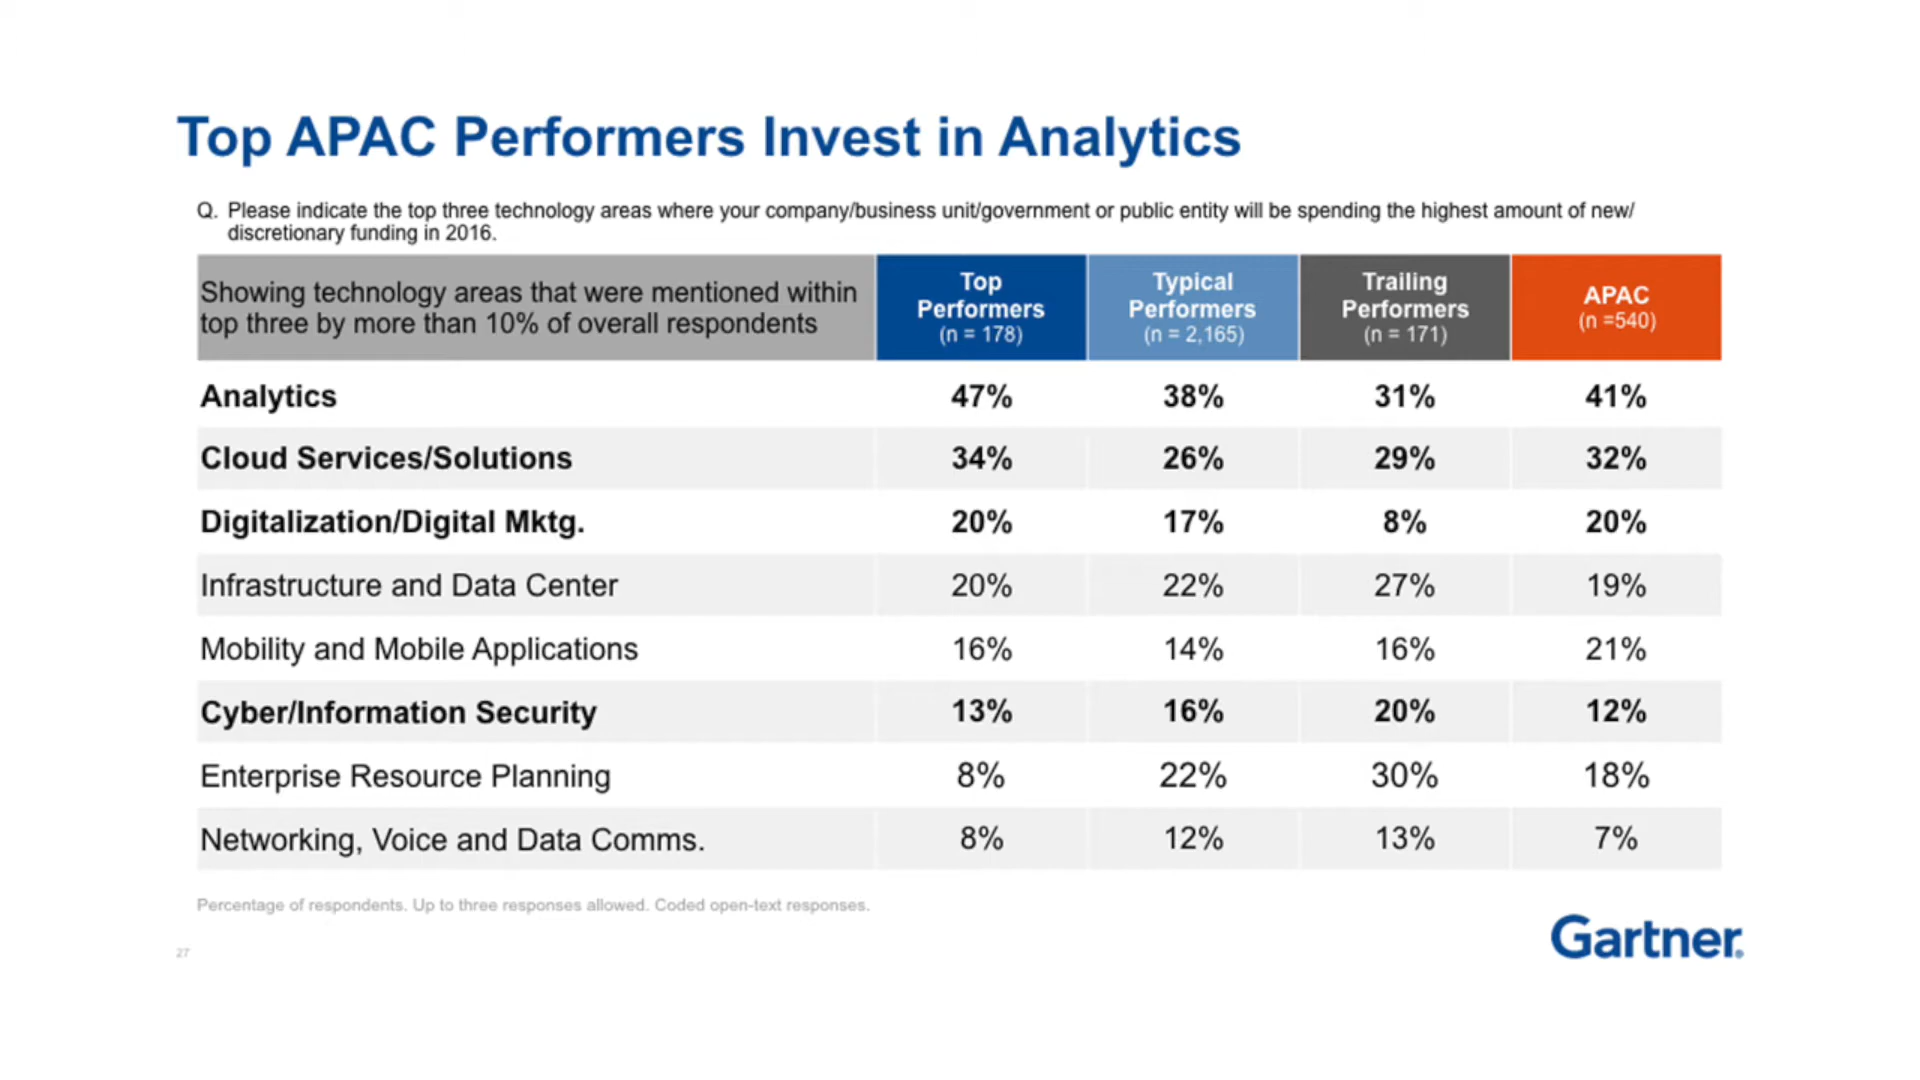 Top APAC Performers Invest in Analytics
Q. Please indicate the top three technology areas where your company/business unit/government or public entity will be spending the highest amount of new/
discretionary funding in 2016.
Showing technology areas that were mentioned within
top three by more than 10% of overall respondents
Top
Performers
(n = 178)
Typical
Performers
(n = 2,165)
Trailing
Performers
(n = 171)
APAC
(n =540)
Analytics 47% 38% 31% 41%
Cloud Services/Solutions 34% 26% 29% 32%
Digitalization/Digital Mktg. 20% 17% 8% 20%
Infrastructure and Data Center 20% 22% 27% 19%
Mobility and Mobile Applications 16% 14% 16% 21%
Cyber/Information Security 13% 16% 20% 12%
Enterprise Resource Planning 8% 22% 30% 18%
Networking, Voice and Data Comms. 8% 12% 13% 7%
Percentage of respondents. Up to three responses allowed. Coded open-text responses.
27
Gartner.